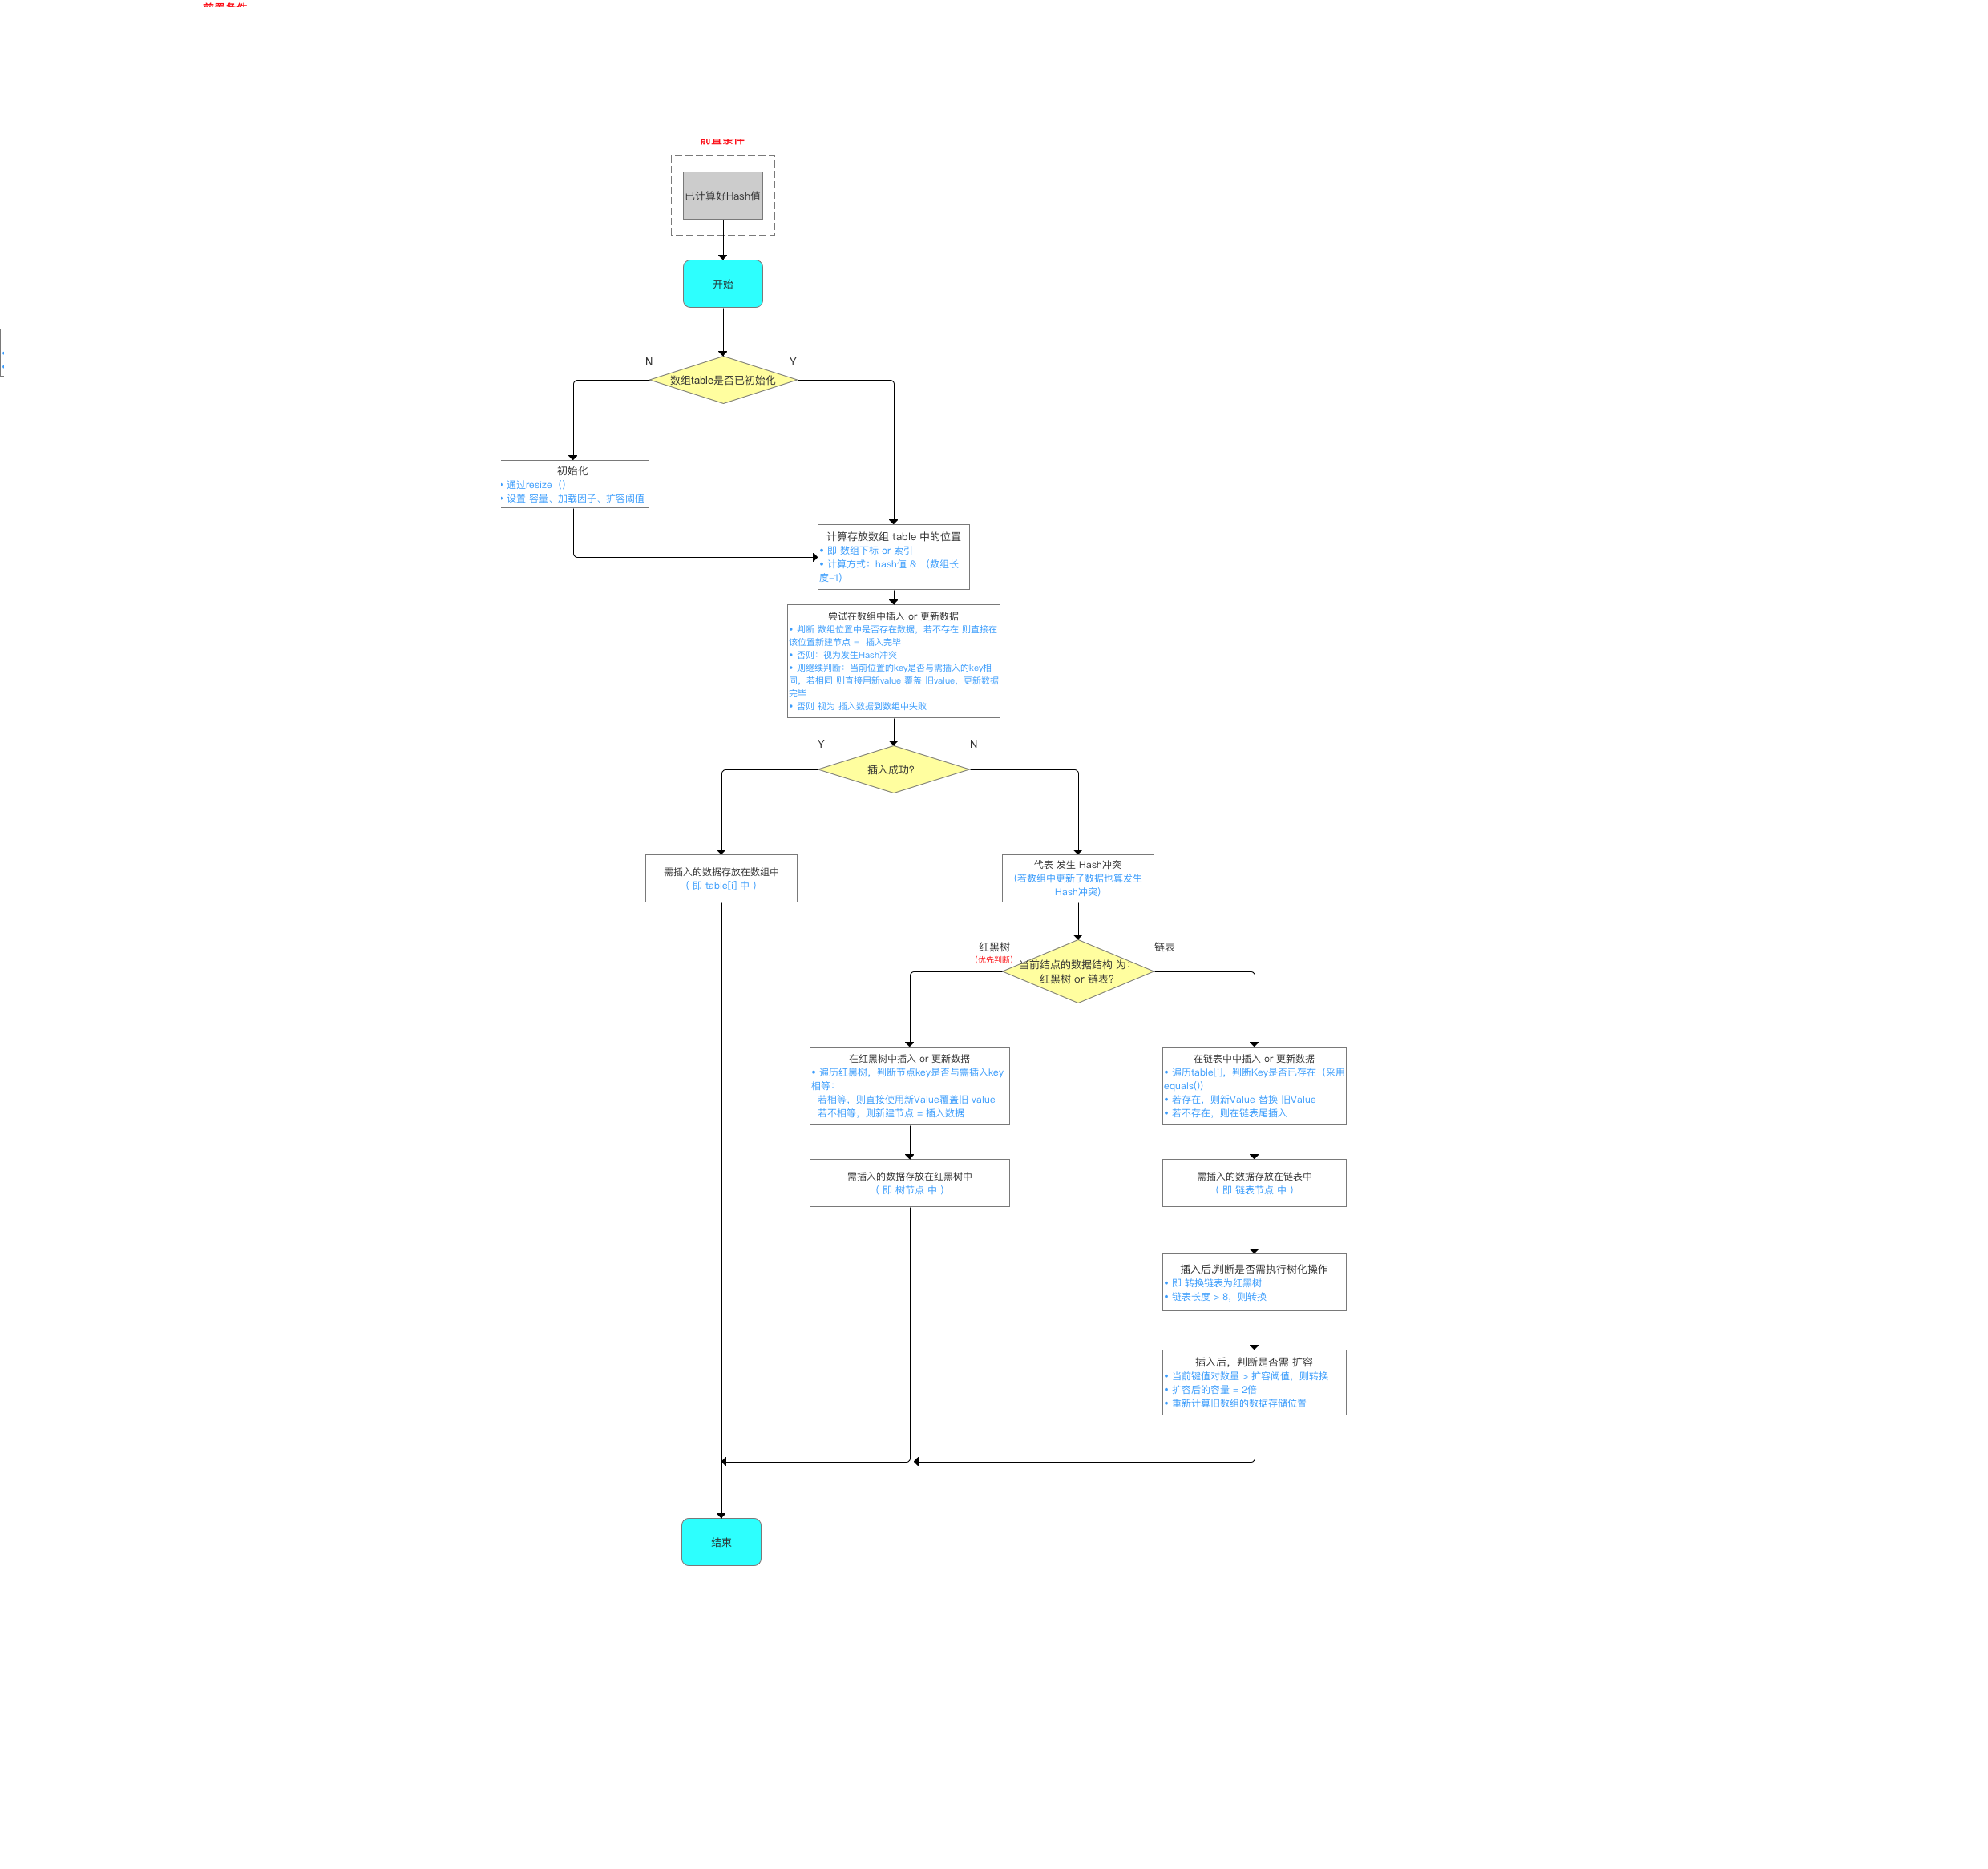 前置条件
前置条件
已计算好Hash值
开始
N
Y
数组table是否已初始化
初始化
• 通过resize（）
• 设置 容量、加载因子、扩容阈值
计算存放数组 table 中的位置
• 即 数组下标 or 索引
• 计算方式：hash值 & （数组长
度-1）
尝试在数组中插入 or 更新数据
• 判断 数组位置中是否存在数据，若不存在 则直接在
该位置新建节点 = 插入完毕
• 否则：视为发生Hash冲突
• 则继续判断：当前位置的key是否与需插入的key相
同，若相同 则直接用新value 覆盖 旧value，更新数据
完毕
• 否则 视为 插入数据到数组中失败
Y
N
插入成功?
需插入的数据存放在数组中
( 即 table[i] 中 ）
代表 发生 Hash冲突
(若数组中更新了数据也算发生
Hash冲突)
红黑树
(优先判断)
链表
当前结点的数据结构 为：
红黑树 or 链表?
在红黑树中插入 or 更新数据
• 遍历红黑树，判断节点key是否与需插入key
相等：
若相等，则直接使用新Value覆盖旧 value
若不相等，则新建节点 = 插入数据
在链表中中插入 or 更新数据
• 遍历table[i]，判断Key是否已存在（采用
equals())
• 若存在，则新Value 替换 旧Value
• 若不存在，则在链表尾插入
需插入的数据存放在红黑树中
( 即 树节点 中 ）
需插入的数据存放在链表中
( 即 链表节点 中 ）
插入后,判断是否需执行树化操作
• 即 转换链表为红黑树
• 链表长度 > 8，则转换
插入后，判断是否需 扩容
• 当前键值对数量 > 扩容阈值，则转换
• 扩容后的容量 = 2倍
• 重新计算旧数组的数据存储位置
结束